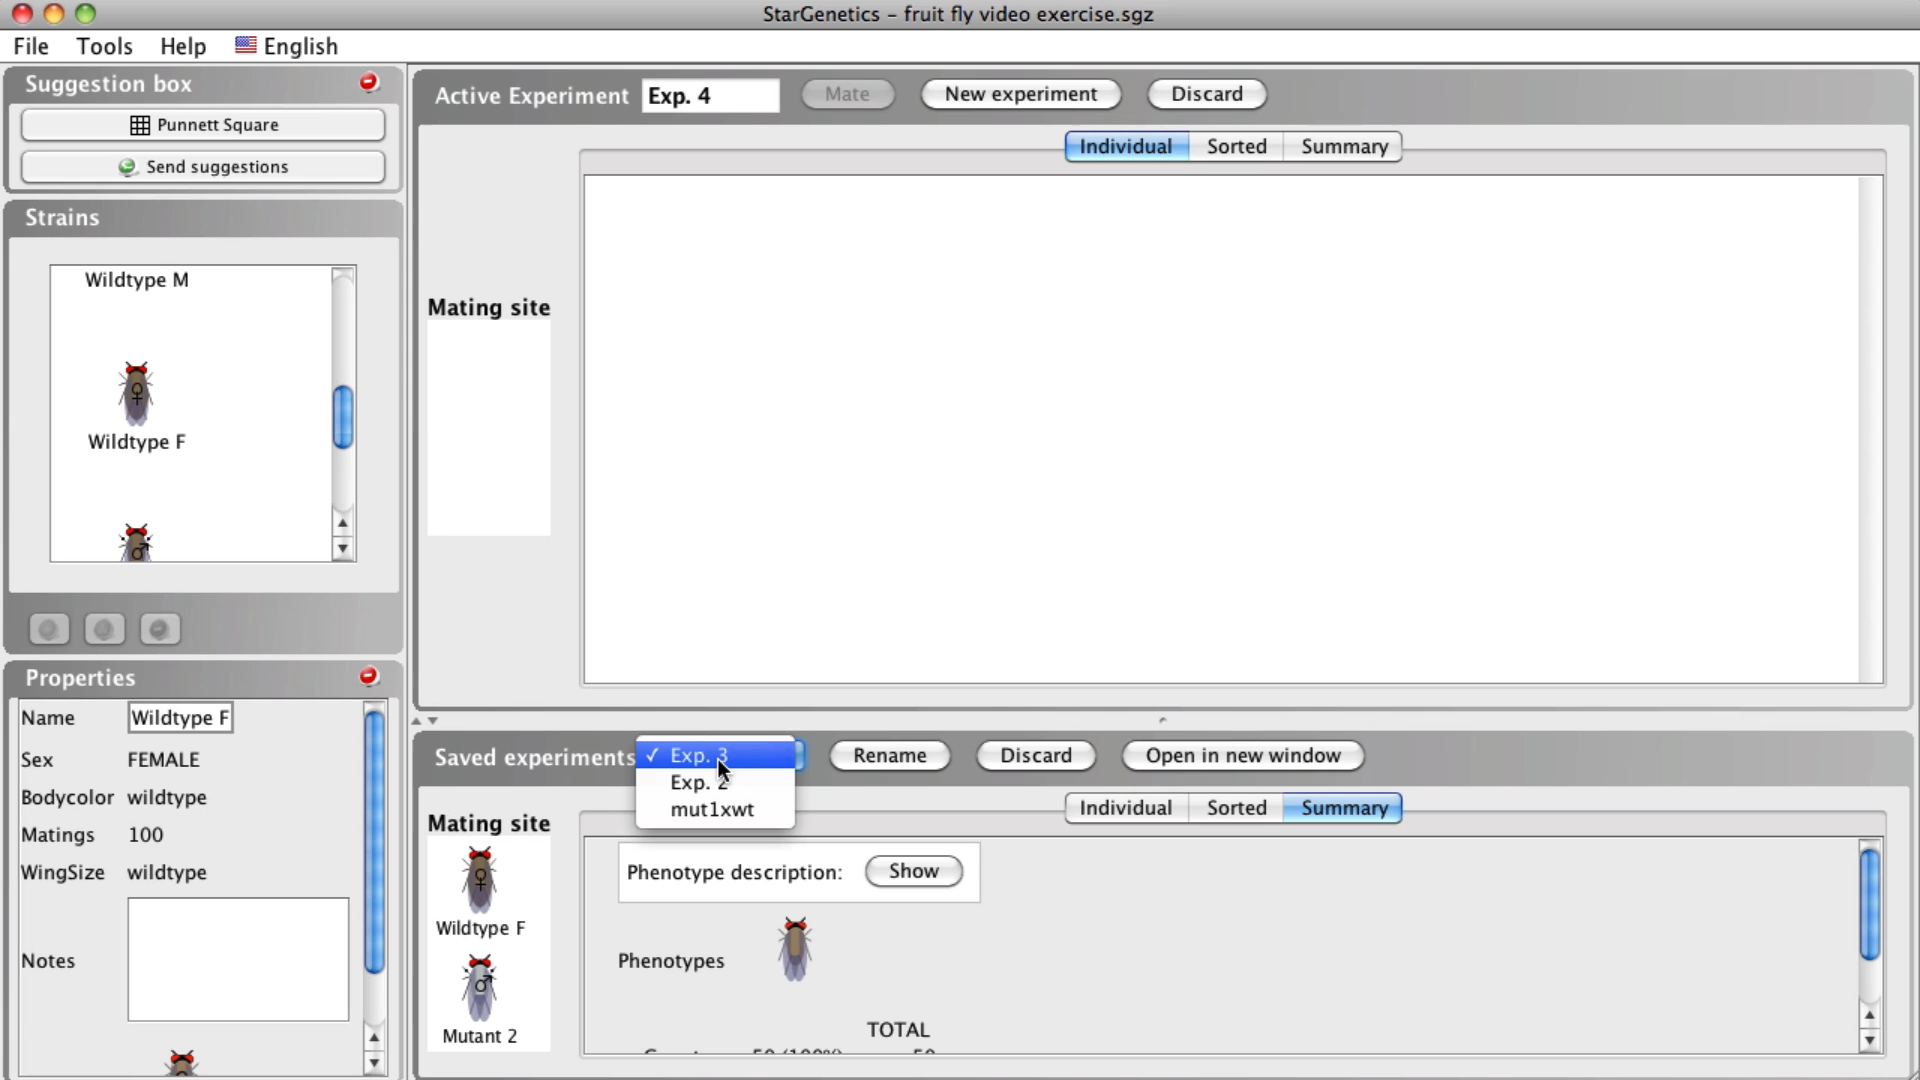 StarGenetics – fruit fly video exercise.sgz
File Tools Help English
Suggestion box
Punnett Square
Send suggestions
Strains
Wildtype M
Wildtype F
Properties
Name Wildtype F
Sex FEMALE
Bodycolor wildtype
Matings 100
WingSize wildtype
Notes
Active Experiment Exp. 4 Mate New experiment Discard
Individual Sorted Summary
Mating site
Saved experiments Exp. 3 Rename Discard Open in new window
Exp. 2
mut1xwt
Individual Sorted Summary
Mating site
Wildtype F
Mutant 2
Phenotype description: Show
Phenotypes
TOTAL